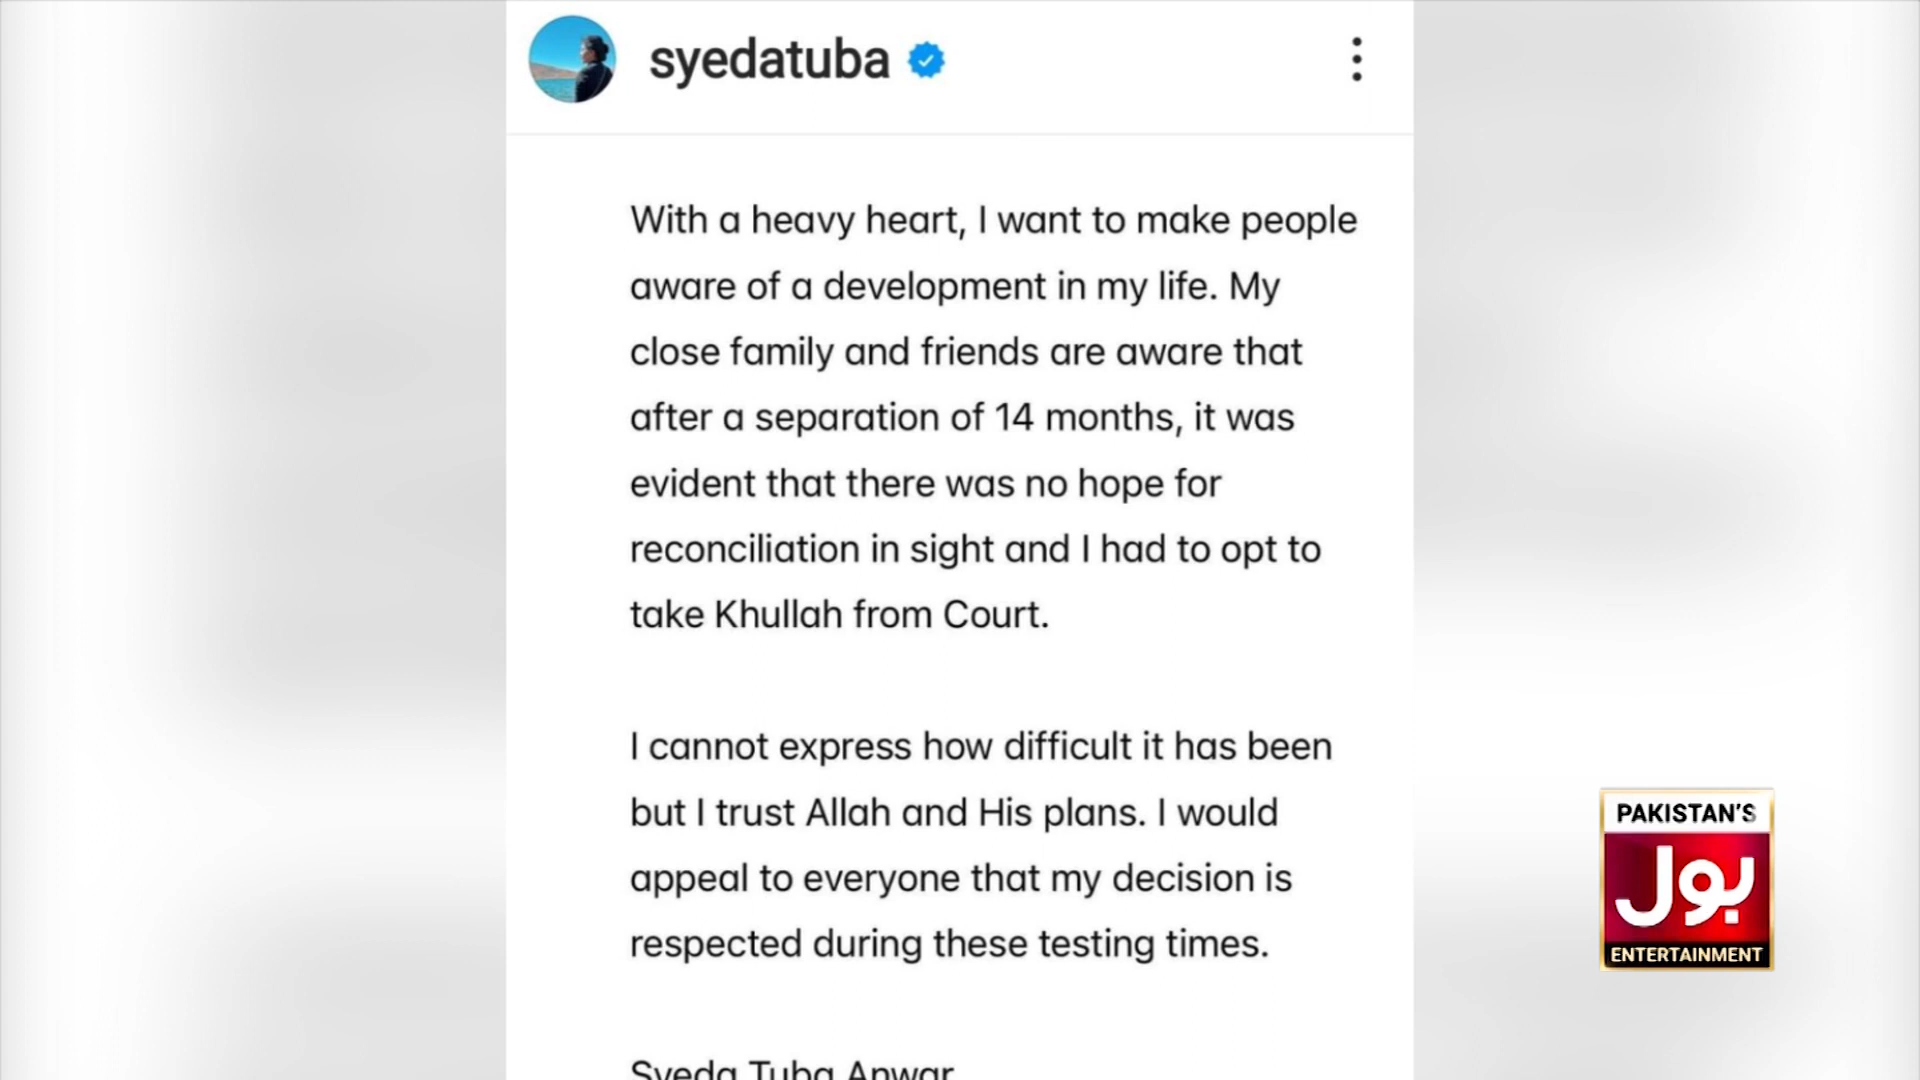 syedatuba
With a heavy heart, I want to make people
aware of a development in my life. My
close family and friends are aware that
after a separation of 14 months, it was
evident that there was no hope for
reconciliation in sight and I had to opt to
take Khullah from Court.
I cannot express how difficult it has been
but I trust Allah and His plans. I would
appeal to everyone that my decision is
respected during these testing times.
Syeda Tuba Anwar
PAKISTAN'S
بول
ENTERTAINMENT